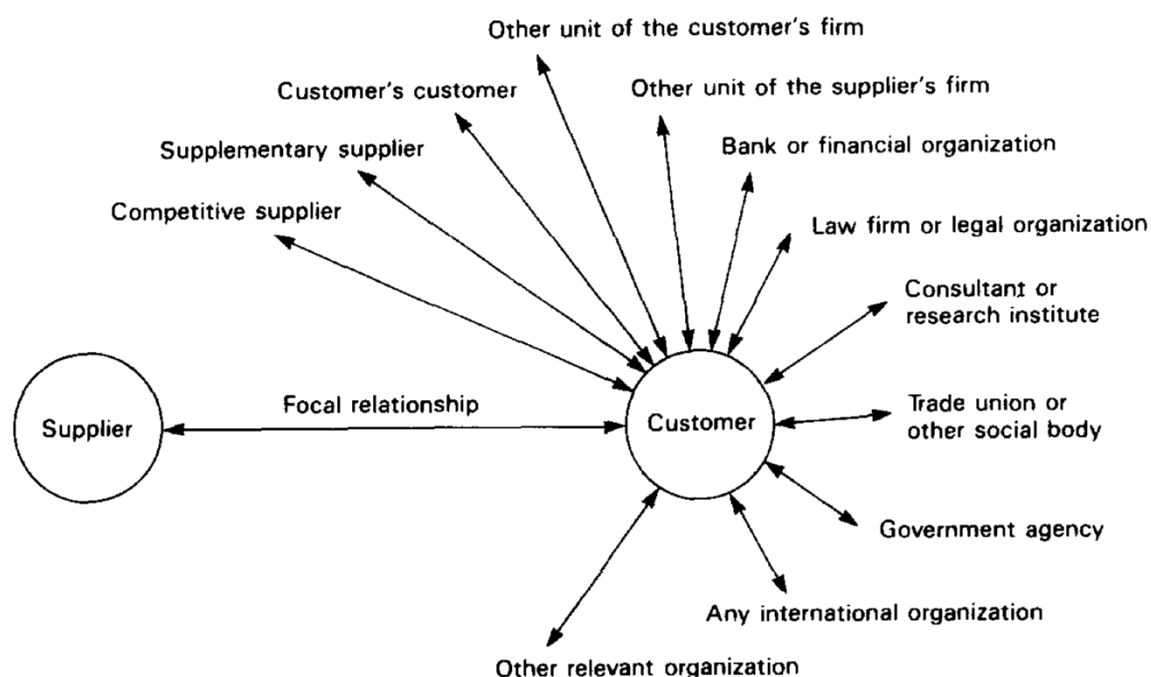 Other unit of the customer's firm
Other unit of the supplier's firm
Customer's customer
Bank or financial organization
Supplementary supplier
Competitive supplier
Law firm or legal organization
Consultant or
research institute
Focal relationship
Supplier
Customer
Trade union or
other social body
Government agency
Any international organization
Other relevant organization